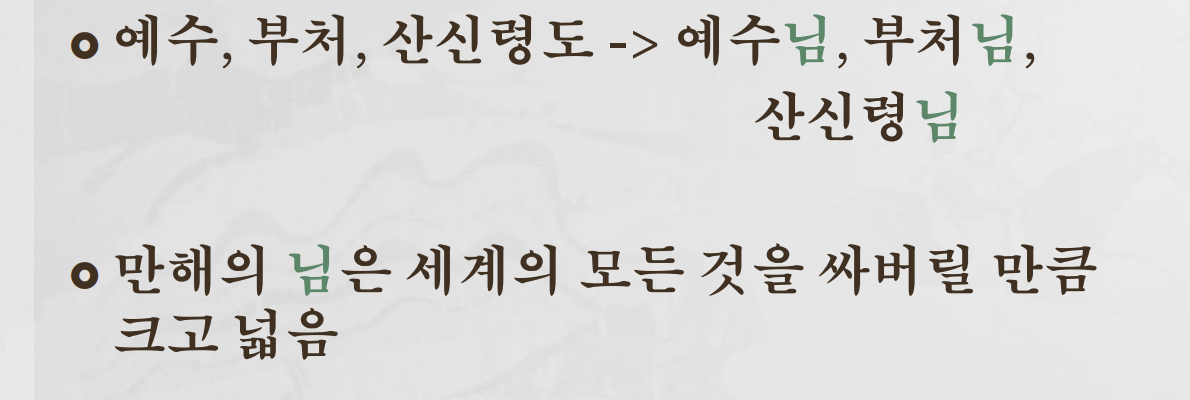 • 예수, 부처, 산신령도 -> 예수님, 부처님,
산신령님
• 만해의 님은 세계의 모든 것을 싸버릴 만큼
크고 넓음